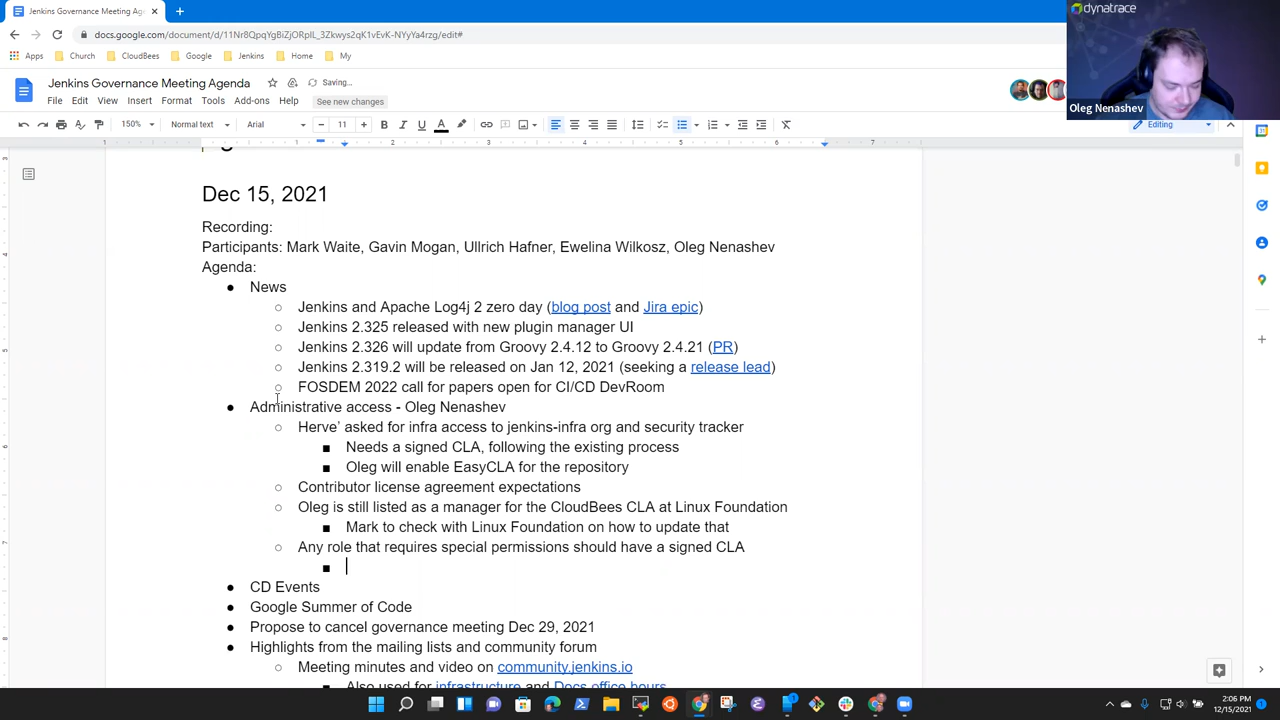 Jenkins Governance Meeting Ag
docs.google.com/document/d/11Nr8QpqYgBiZjORpIL_3Zkwys2qK1vEvK-NYyYa4rzg/edit#
Apps Church CloudBees Google Jenkins Home My
dynatrace
Oleg Nenashev
Jenkins Governance Meeting Agenda Saving...
File Edit View Insert Format Tools Add-ons Help See new changes
150% Normal text Arial 11 Editing
Dec 15, 2021
Recording:
Participants: Mark Waite, Gavin Mogan, Ullrich Hafner, Ewelina Wilkosz, Oleg Nenashev
Agenda:
News
Jenkins and Apache Log4j 2 zero day (blog post and Jira epic)
Jenkins 2.325 released with new plugin manager UI
Jenkins 2.326 will update from Groovy 2.4.12 to Groovy 2.4.21 (PR)
Jenkins 2.319.2 will be released on Jan 12, 2021 (seeking a release lead)
FOSDEM 2022 call for papers open for CI/CD DevRoom
Administrative access - Oleg Nenashev
Herve’ asked for infra access to jenkins-infra org and security tracker
Needs a signed CLA, following the existing process
Oleg will enable EasyCLA for the repository
Contributor license agreement expectations
Oleg is still listed as a manager for the CloudBees CLA at Linux Foundation
Mark to check with Linux Foundation on how to update that
Any role that requires special permissions should have a signed CLA
CD Events
Google Summer of Code
Propose to cancel governance meeting Dec 29, 2021
Highlights from the mailing lists and community forum
Meeting minutes and video on community.jenkins.io
Also used for infrastructure and Docs office hours
2:06 PM
12/15/2021